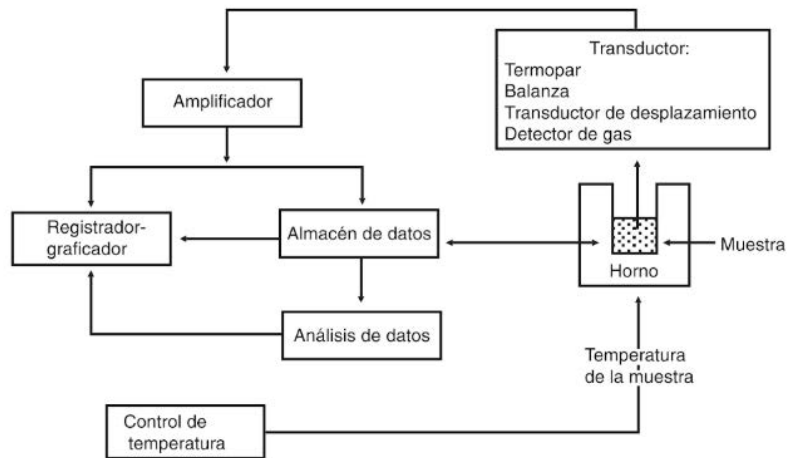 Transductor:
Termopar
Balanza
Transductor de desplazamiento
Detector de gas
Amplificador
Registrador-
graficador
Almacén de datos
Horno
Muestra
Análisis de datos
Temperatura
de la muestra
Control de
temperatura